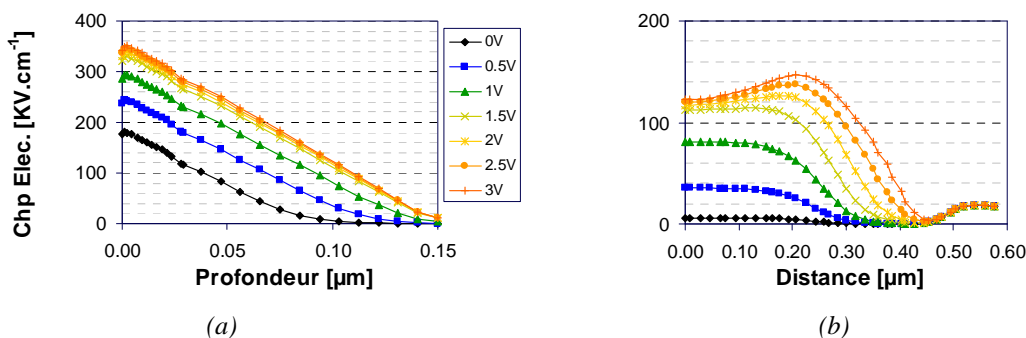 Chp Elec. [KV.cm-1]
400
300
200
100
0
0.00 0.05 0.10 0.15
Profondeur [µm]
0V
0.5V
1V
1.5V
2V
2.5V
3V
(a)
200
100
0
0.00 0.10 0.20 0.30 0.40 0.50 0.60
Distance [µm]
(b)